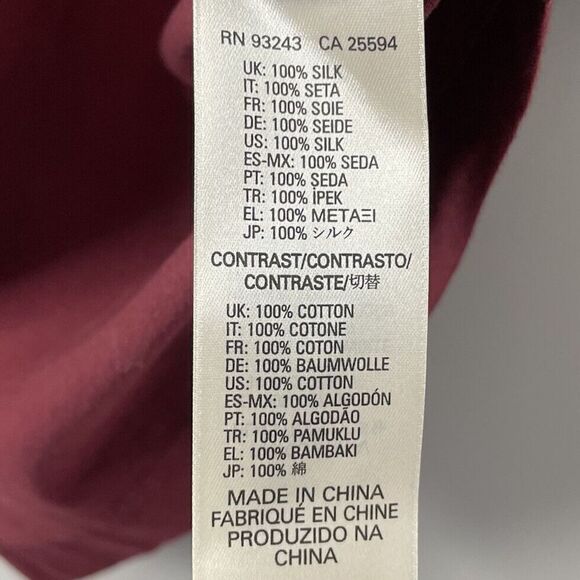 RN 93243 CA 25594
UK: 100% SILK
IT: 100% SETA
FR: 100% SOIE
DE: 100% SEIDE
US: 100% SILK
ES-MX: 100% SEDA
PT: 100% SEDA
TR: 100% İPEK
EL: 100% ΜΕΤΑΞΙ
JP: 100% シルク
CONTRAST/CONTRASTO/
CONTRASTE/切替
UK: 100% COTTON
IT: 100% COTONE
FR: 100% COTON
DE: 100% BAUMWOLLE
US: 100% COTTON
ES-MX: 100% ALGODÓN
PT: 100% ALGODÃO
TR: 100% PAMUKLU
EL: 100% ΒΑΜΒΑΚΙ
JP: 100% 綿
MADE IN CHINA
FABRIQUÉ EN CHINE
PRODUZIDO NA
CHINA